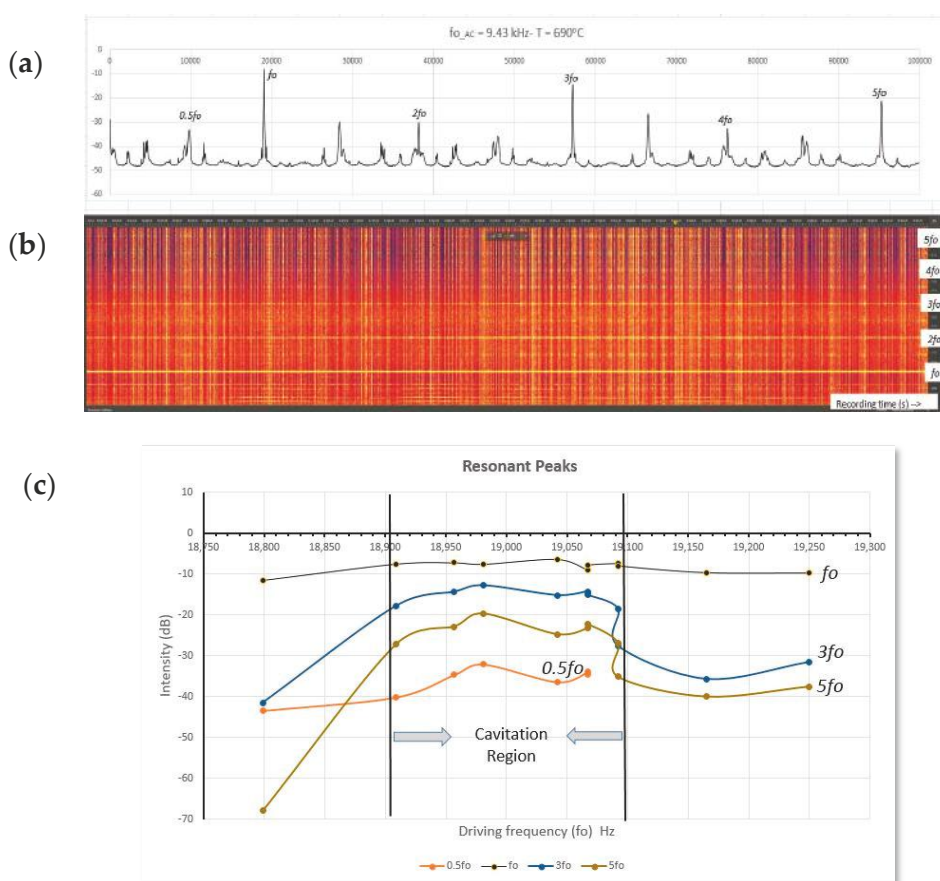 (a)
fo_AC = 9.43 kHz- T = 690ºC
0 10000 20000 30000 40000 50000 60000 70000 80000 90000 100000
0
-10
-20
-30
-40
-50
-60
0.5fo
fo
2fo
3fo
4fo
5fo
(b)
5fo
4fo
3fo
2fo
fo
Recording time (s) -->
(c)
Resonant Peaks
10
0
-10
-20
-30
-40
-50
-60
-70
18,750 18,800 18,850 18,900 18,950 19,000 19,050 19,100 19,150 19,200 19,250 19,300
Intensity (dB)
fo
3fo
0.5fo
5fo
Cavitation
Region
Driving frequency (fo) Hz
0.5fo fo 3fo 5fo